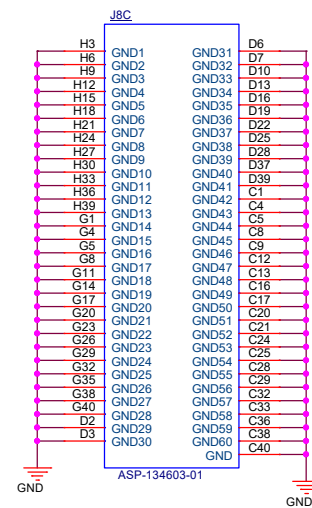 J8C
H3 GND1 GND31 D6
H6 GND2 GND32 D7
H9 GND3 GND33 D10
H12 GND4 GND34 D13
H15 GND5 GND35 D16
H18 GND6 GND36 D19
H21 GND7 GND37 D22
H24 GND8 GND38 D25
H27 GND9 GND39 D28
H30 GND10 GND40 D37
H33 GND11 GND41 D39
H36 GND12 GND42 C1
H39 GND13 GND43 C4
G1 GND14 GND44 C5
G4 GND15 GND45 C8
G5 GND16 GND46 C9
G8 GND17 GND47 C12
G11 GND18 GND48 C13
G14 GND19 GND49 C16
G17 GND20 GND50 C17
G20 GND21 GND51 C20
G23 GND22 GND52 C21
G26 GND23 GND53 C24
G29 GND24 GND54 C25
G32 GND25 GND55 C28
G35 GND26 GND56 C29
G38 GND27 GND57 C32
G40 GND28 GND58 C33
D2 GND29 GND59 C36
D3 GND30 GND60 C38
GND C40
ASP-134603-01
GND
GND